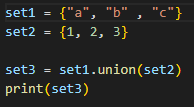 set1 = {"a", "b" , "c"}
set2 = {1, 2, 3}
set3 = set1.union(set2)
print(set3)